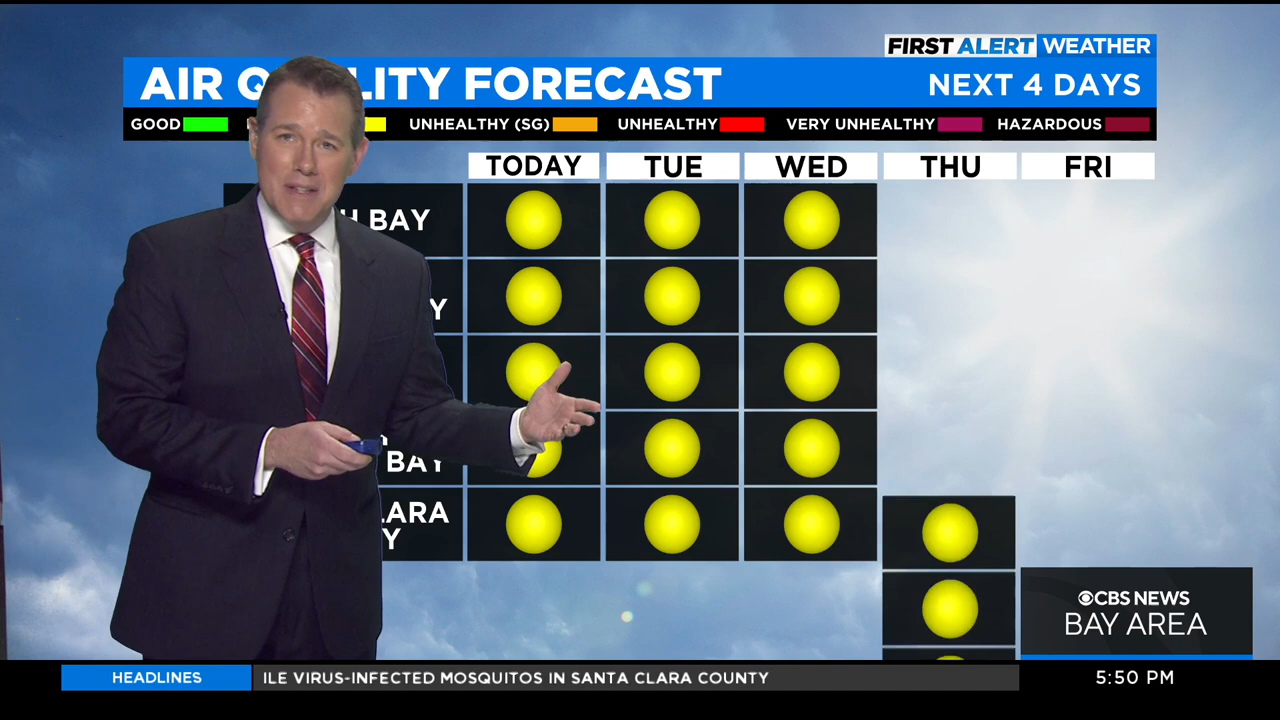 FIRST ALERT WEATHER
AIR FORECAST
NEXT 4 DAYS
GOOD UNHEALTHY (SG) UNHEALTHY VERY UNHEALTHY HAZARDOUS
TODAY TUE WED THU FRI
BAY
BAY
CBS NEWS
BAY AREA
HEADLINES
ILE VIRUS-INFECTED MOSQUITOS IN SANTA CLARA COUNTY
5:50 PM